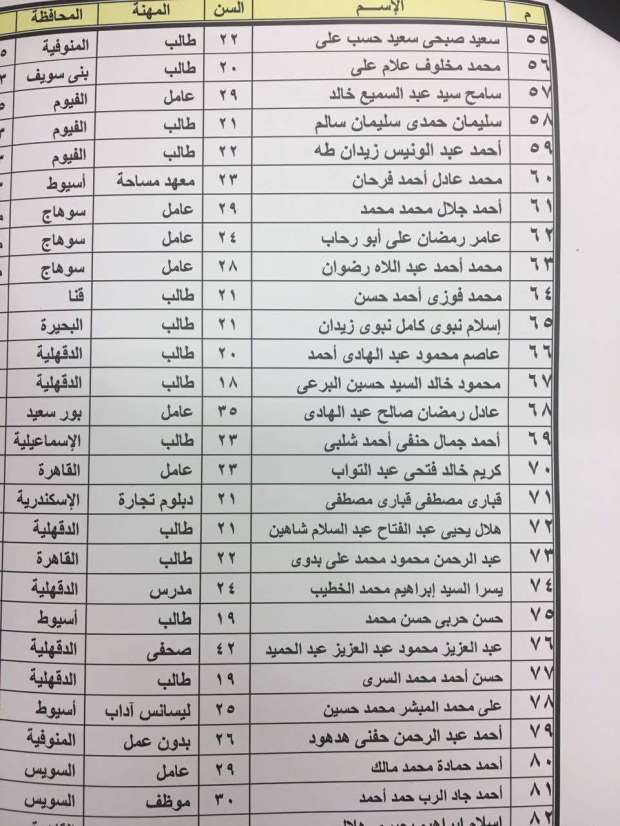 م الإســـم السن المهنة المحافظة
٥٥ سعيد صبحى سعيد حسب على ٢٢ طالب المنوفية
٥٦ محمد مخلوف علام على ٢٠ طالب بنى سويف
٥٧ سامح سيد عبد السميع خالد ٢٩ عامل الفيوم
٥٨ سليمان حمدى سليمان سالم ٢١ طالب الفيوم
٥٩ أحمد عبد الونيس زيدان طه ٢٢ طالب الفيوم
٦٠ محمد عادل أحمد فرحان ٢٣ معهد مساحة أسيوط
٦١ أحمد جلال محمد محمد ٢٩ عامل سوهاج
٦٢ عامر رمضان على أبو رحاب ٢٤ عامل سوهاج
٦٣ محمد أحمد عبد اللاه رضوان ٢٨ عامل سوهاج
٦٤ محمد فوزى أحمد حسن ٢١ طالب قنا
٦٥ إسلام نبوى كامل نبوى زيدان ٢١ طالب البحيرة
٦٦ عاصم محمود عبد الهادى أحمد ٢٠ طالب الدقهلية
٦٧ محمود خالد السيد حسين البرعى ١٨ طالب الدقهلية
٦٨ عادل رمضان صالح عبد الهادى ٣٥ عامل بور سعيد
٦٩ أحمد جمال حنفى أحمد شلبى ٢٣ طالب الإسماعيلية
٧٠ كريم خالد فتحى عبد التواب ٢٣ عامل القاهرة
٧١ قبارى مصطفى قبارى مصطفى ٢١ دبلوم تجارة الإسكندرية
٧٢ هلال يحيى عبد الفتاح عبد السلام شاهين ٢١ طالب الدقهلية
٧٣ عبد الرحمن محمود محمد على بدوى ٢٢ طالب القاهرة
٧٤ يسرا السيد إبراهيم محمد الخطيب ٢٤ مدرس الدقهلية
٧٥ حسن حربى حسن محمد ١٩ طالب أسيوط
٧٦ عبد العزيز محمود عبد العزيز عبد الحميد ٤٢ صحفى الدقهلية
٧٧ حسن أحمد محمد السرى ١٩ طالب الدقهلية
٧٨ على محمد المبشر محمد حسين ٢٥ ليسانس آداب أسيوط
٧٩ أحمد عبد الرحمن حفنى هدهود ٢٦ بدون عمل المنوفية
٨٠ أحمد حمادة محمد مالك ٢٩ عامل السويس
٨١ أحمد جاد الرب حمد أحمد ٣٠ موظف السويس
٨٢ إسلام إبراهيم